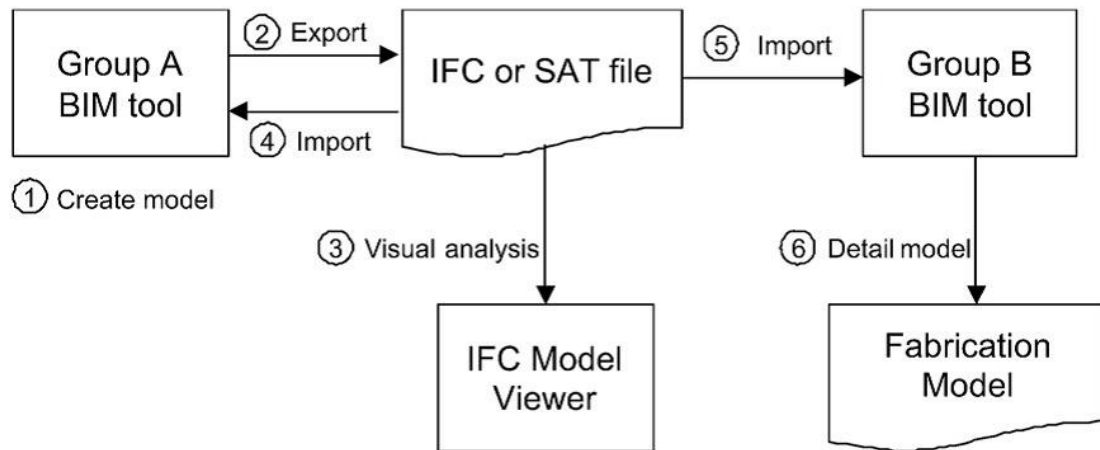 Group A
BIM tool
② Export
④ Import
IFC or SAT file
⑤ Import
Group B
BIM tool
① Create model
③ Visual analysis
⑥ Detail model
IFC Model
Viewer
Fabrication
Model